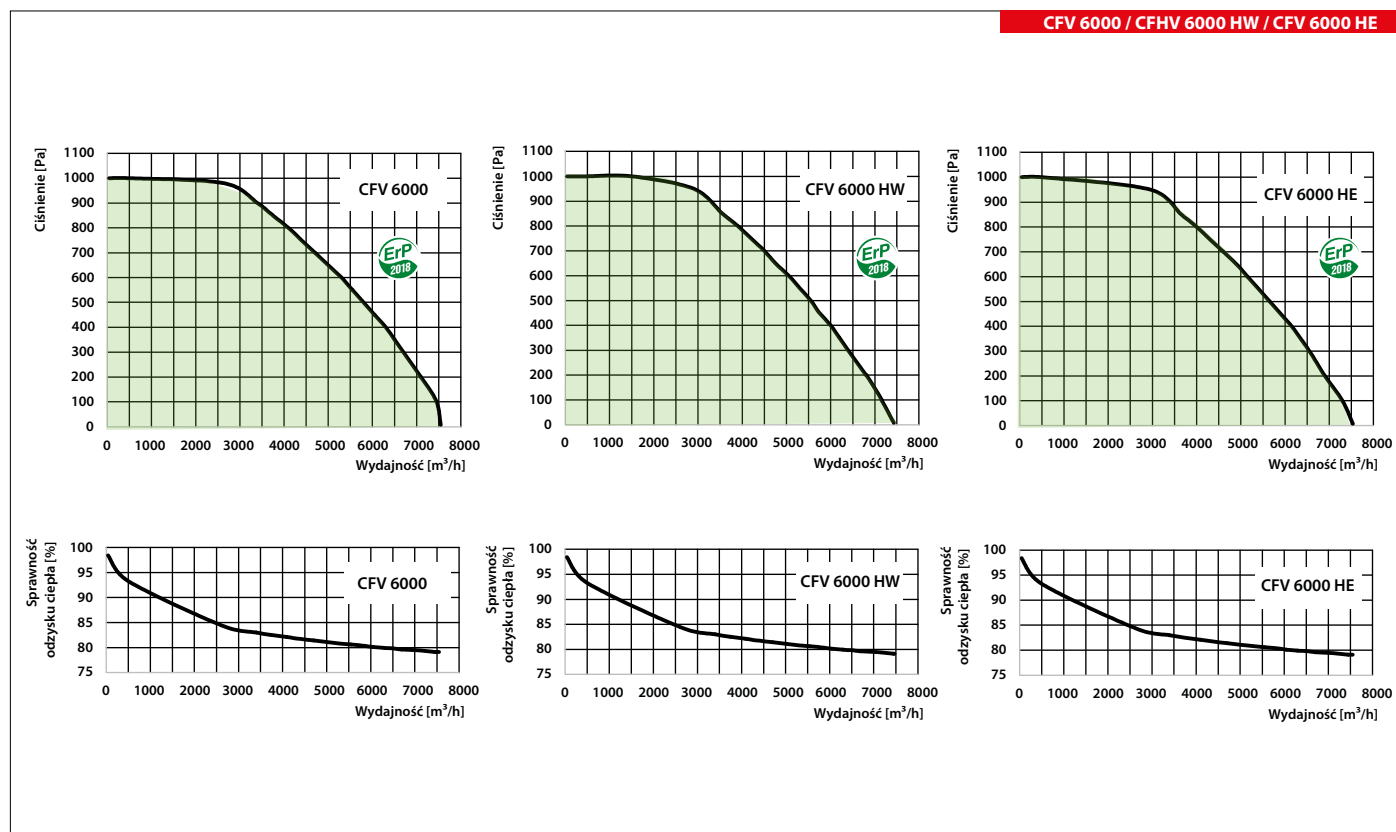 CFV 6000 / CFHV 6000 HW / CFV 6000 HE
Ciśnienie [Pa]
1100
1000
900
800
700
600
500
400
300
200
100
0
0 1000 2000 3000 4000 5000 6000 7000 8000
Wydajność [m³/h]
CFV 6000
ErP
2018
Ciśnienie [Pa]
1100
1000
900
800
700
600
500
400
300
200
100
0
0 1000 2000 3000 4000 5000 6000 7000 8000
Wydajność [m³/h]
CFV 6000 HW
ErP
2018
Ciśnienie [Pa]
1100
1000
900
800
700
600
500
400
300
200
100
0
0 1000 2000 3000 4000 5000 6000 7000 8000
Wydajność [m³/h]
CFV 6000 HE
ErP
2018
Sprawność
odzysku ciepła [%]
100
95
90
85
80
75
0 1000 2000 3000 4000 5000 6000 7000 8000
Wydajność [m³/h]
CFV 6000
Sprawność
odzysku ciepła [%]
100
95
90
85
80
75
0 1000 2000 3000 4000 5000 6000 7000 8000
Wydajność [m³/h]
CFV 6000 HW
Sprawność
odzysku ciepła [%]
100
95
90
85
80
75
0 1000 2000 3000 4000 5000 6000 7000 8000
Wydajność [m³/h]
CFV 6000 HE